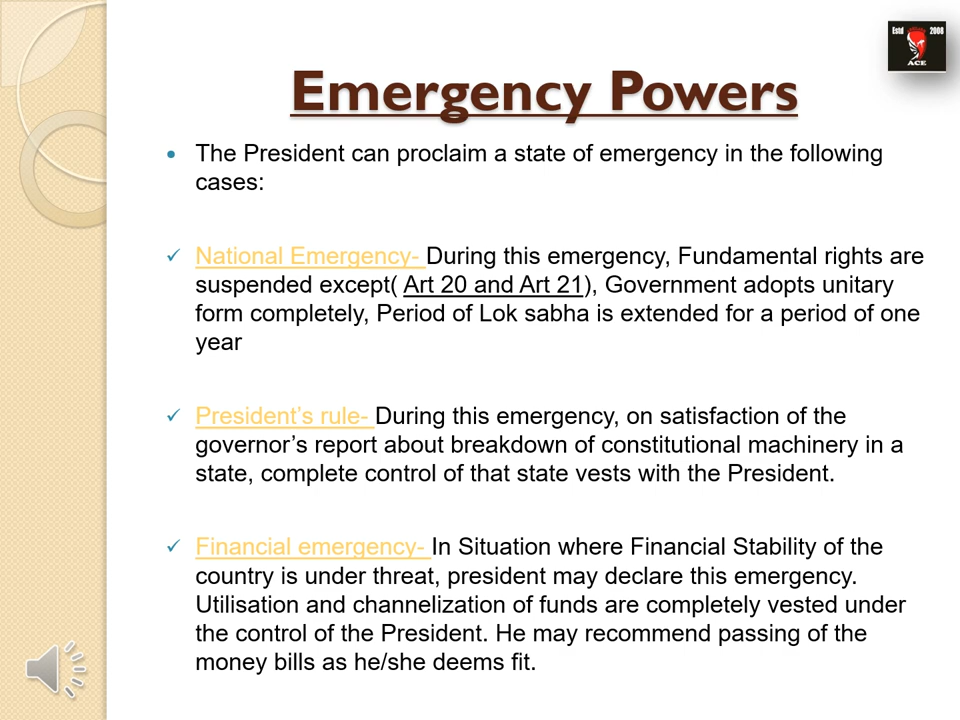 Estd 2008
ACE
Emergency Powers
The President can proclaim a state of emergency in the following
cases:
National Emergency- During this emergency, Fundamental rights are
suspended except( Art 20 and Art 21), Government adopts unitary
form completely, Period of Lok sabha is extended for a period of one
year
President’s rule- During this emergency, on satisfaction of the
governor’s report about breakdown of constitutional machinery in a
state, complete control of that state vests with the President.
Financial emergency- In Situation where Financial Stability of the
country is under threat, president may declare this emergency.
Utilisation and channelization of funds are completely vested under
the control of the President. He may recommend passing of the
money bills as he/she deems fit.